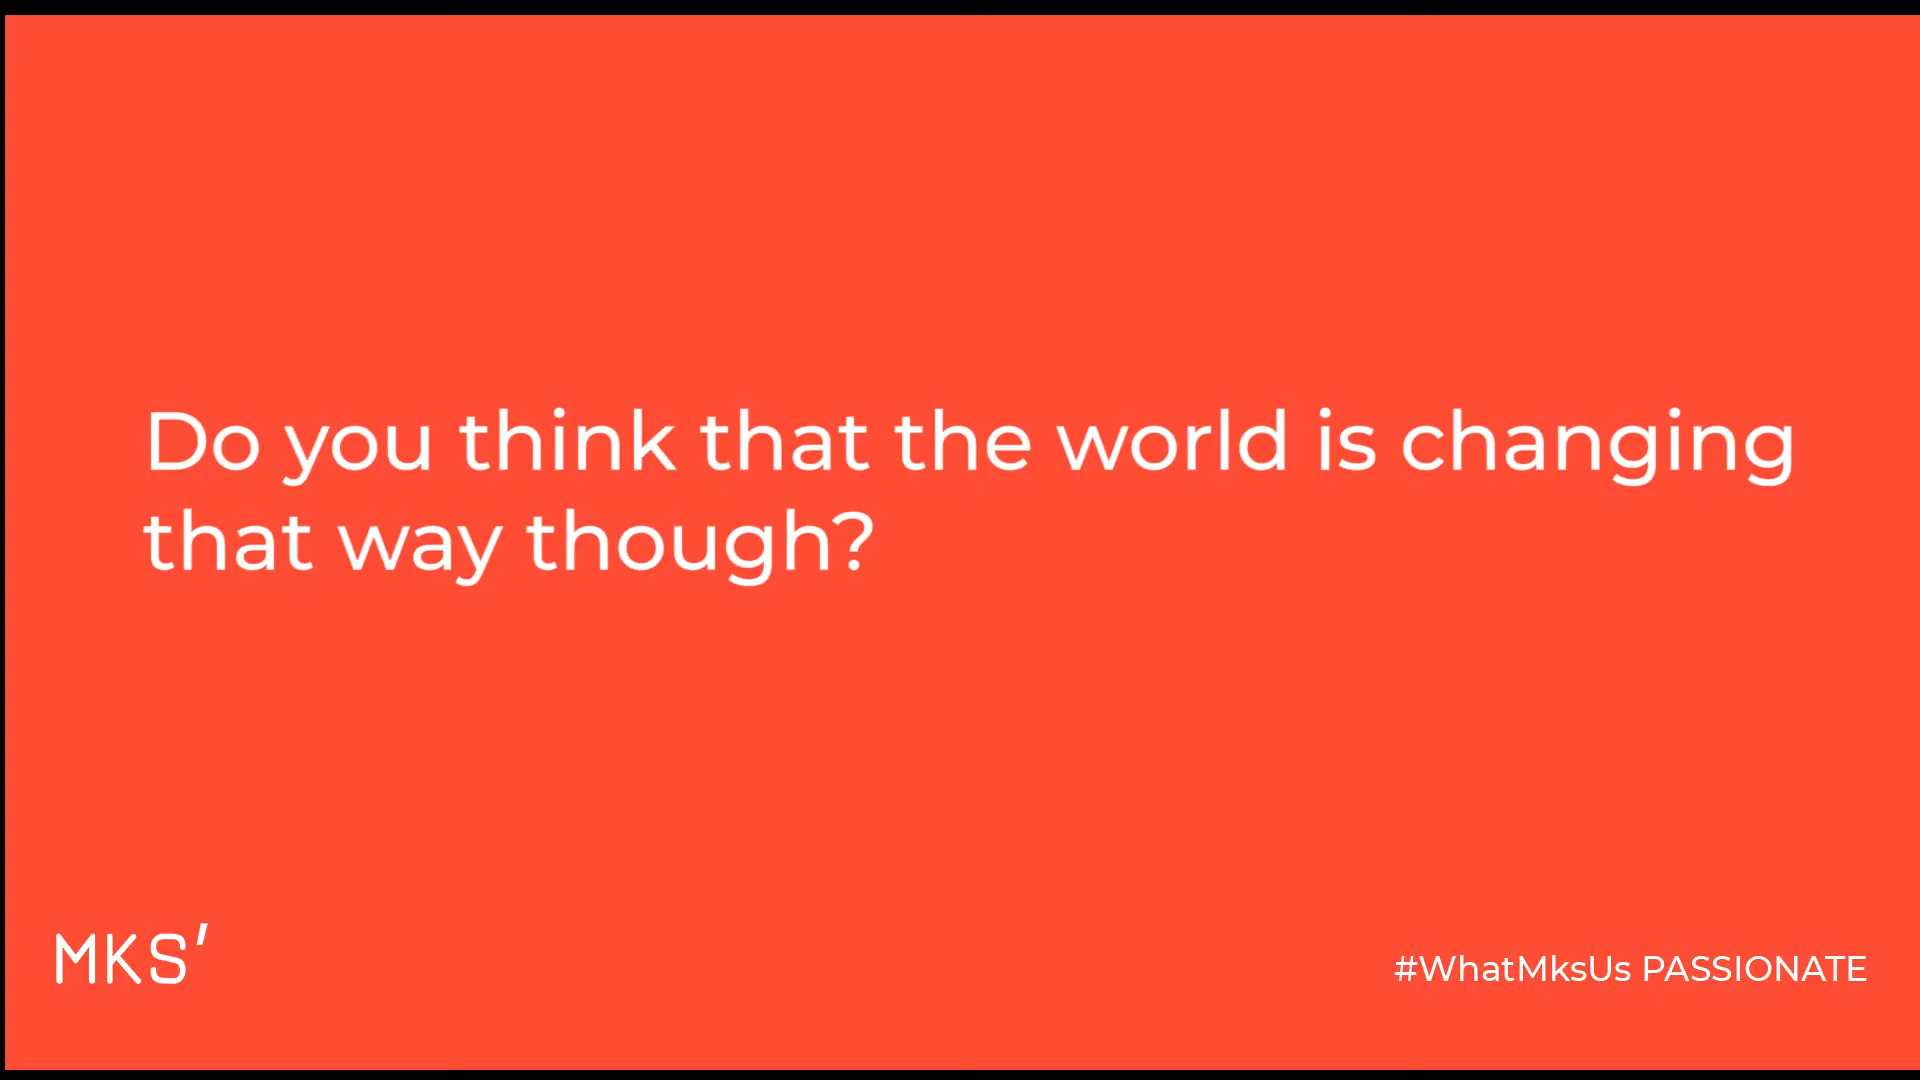 Do you think that the world is changing
that way though?
MKS'
#WhatMksUs PASSIONATE